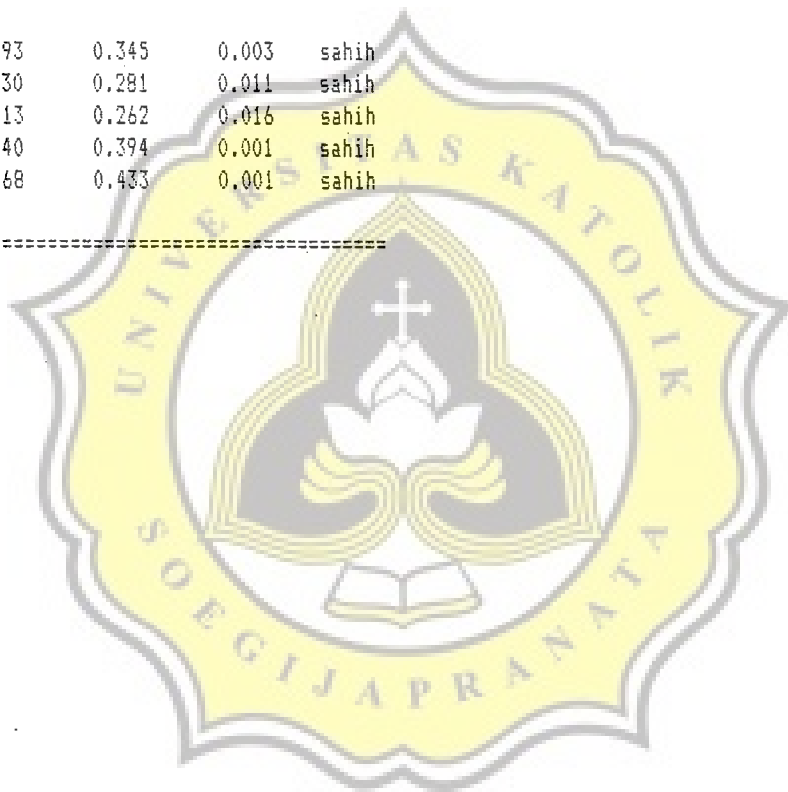 93 0.345 0.003 sahih
30 0.281 0.011 sahih
13 0.262 0.016 sahih
40 0.394 0.001 sahih
68 0.433 0.001 sahih
==================================
UNIVERSITAS KATOLIK
SOEGIJAPRANATA